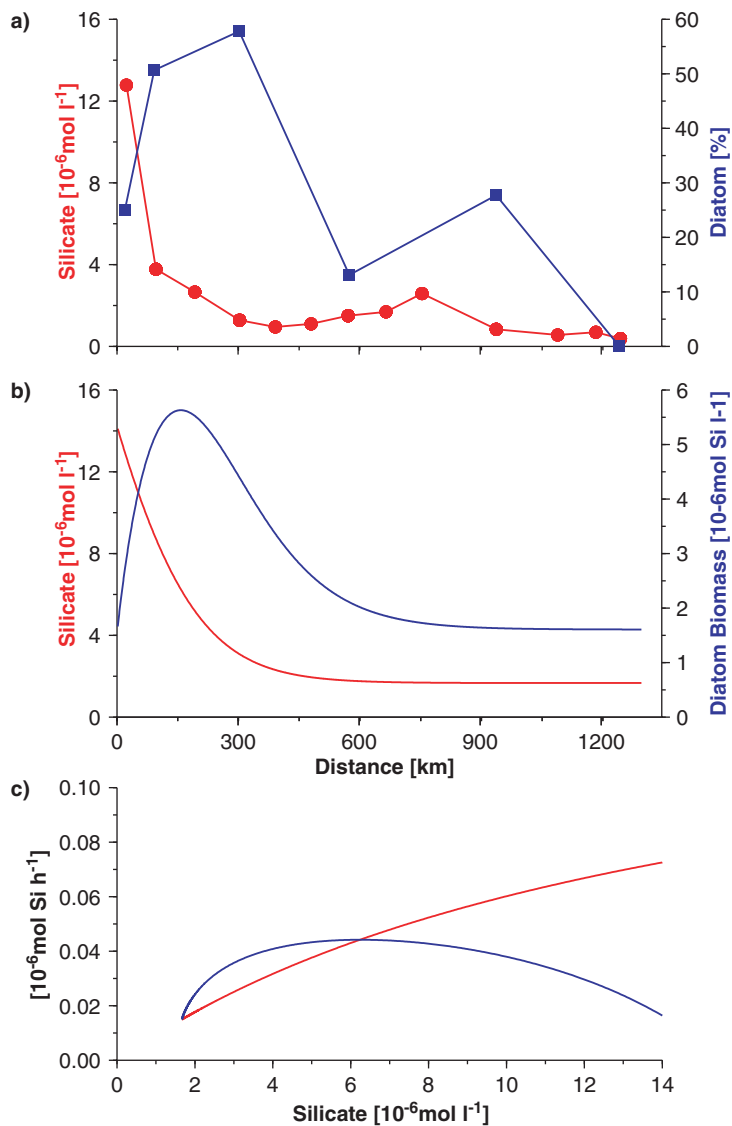 a)
16
12
8
4
0
Silicate [10⁻⁶mol l⁻¹]
60
50
40
30
20
10
0
Diatom [%]
b)
16
12
8
4
0
Silicate [10⁻⁶mol l⁻¹]
6
5
4
3
2
1
0
Diatom Biomass [10-6mol Si l-1]
0 300 600 900 1200
Distance [km]
c)
0.10
0.08
0.06
0.04
0.02
0.00
[10⁻⁶mol Si h⁻¹]
0 2 4 6 8 10 12 14
Silicate [10⁻⁶mol l⁻¹]